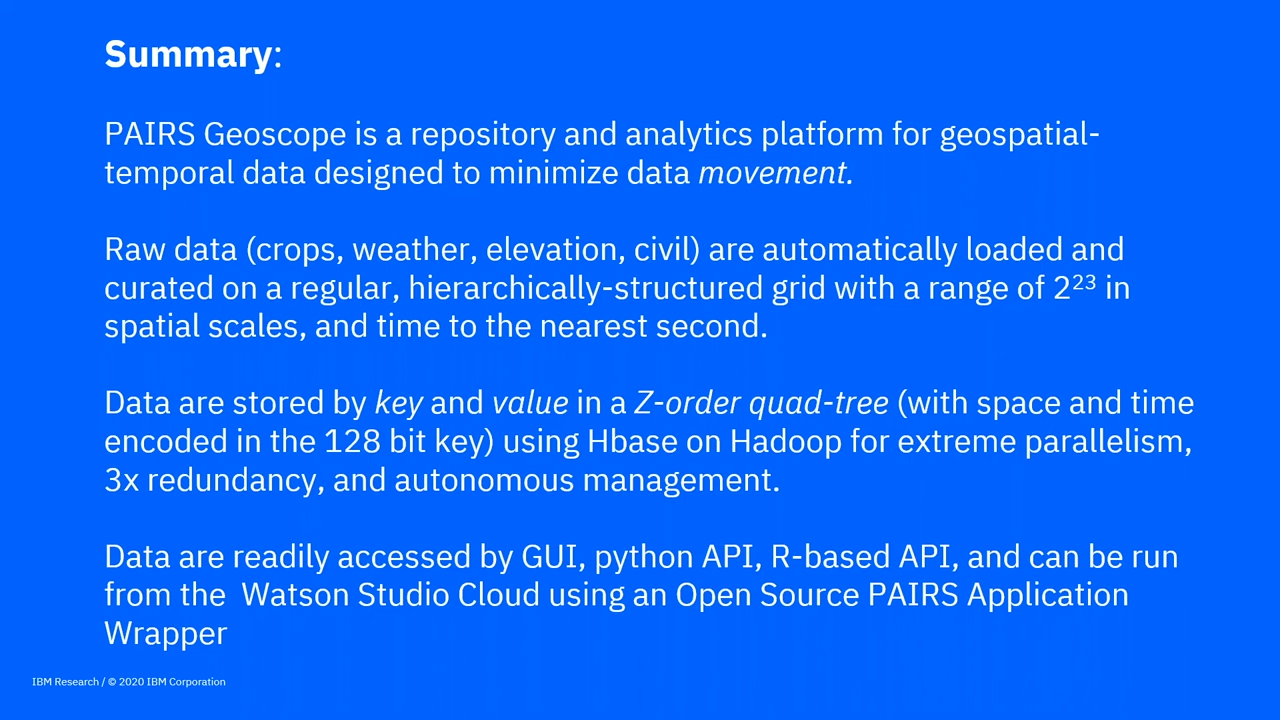 Summary:
PAIRS Geoscope is a repository and analytics platform for geospatial-
temporal data designed to minimize data movement.
Raw data (crops, weather, elevation, civil) are automatically loaded and
curated on a regular, hierarchically-structured grid with a range of 2²³ in
spatial scales, and time to the nearest second.
Data are stored by key and value in a Z-order quad-tree (with space and time
encoded in the 128 bit key) using Hbase on Hadoop for extreme parallelism,
3x redundancy, and autonomous management.
Data are readily accessed by GUI, python API, R-based API, and can be run
from the  Watson Studio Cloud using an Open Source PAIRS Application
Wrapper
IBM Research / © 2020 IBM Corporation